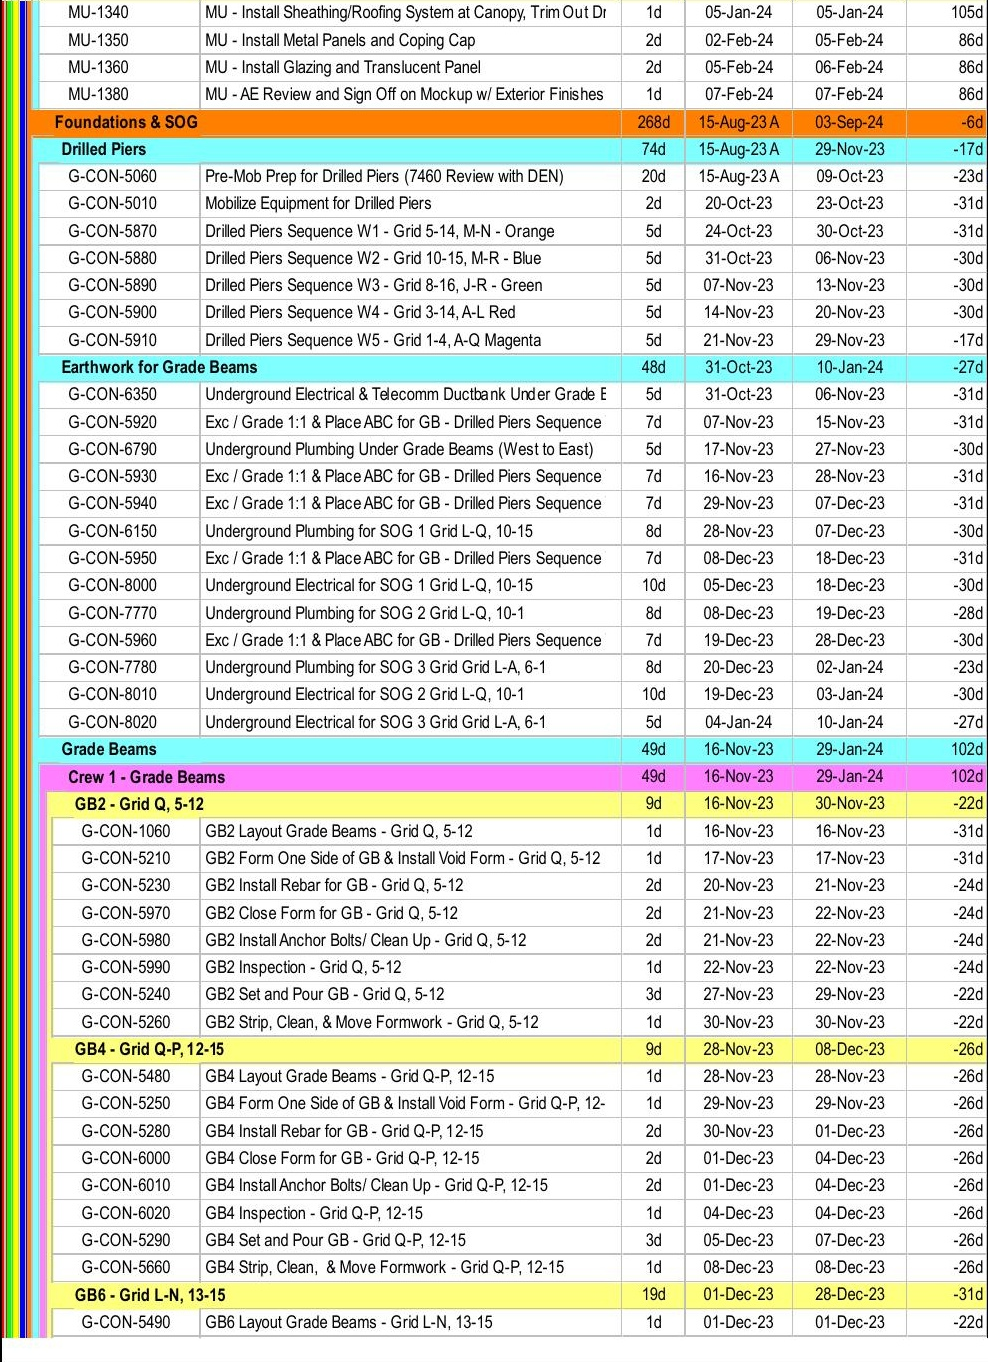 MU-1340 MU - Install Sheathing/Roofing System at Canopy, Trim Out Dr 1d 05-Jan-24 05-Jan-24 105d
MU-1350 MU - Install Metal Panels and Coping Cap 2d 02-Feb-24 05-Feb-24 86d
MU-1360 MU - Install Glazing and Translucent Panel 2d 05-Feb-24 06-Feb-24 86d
MU-1380 MU - AE Review and Sign Off on Mockup w/ Exterior Finishes 1d 07-Feb-24 07-Feb-24 86d
Foundations & SOG 268d 15-Aug-23 A 03-Sep-24 -6d
Drilled Piers 74d 15-Aug-23 A 29-Nov-23 -17d
G-CON-5060 Pre-Mob Prep for Drilled Piers (7460 Review with DEN) 20d 15-Aug-23 A 09-Oct-23 -23d
G-CON-5010 Mobilize Equipment for Drilled Piers 2d 20-Oct-23 23-Oct-23 -31d
G-CON-5870 Drilled Piers Sequence W1 - Grid 5-14, M-N - Orange 5d 24-Oct-23 30-Oct-23 -31d
G-CON-5880 Drilled Piers Sequence W2 - Grid 10-15, M-R - Blue 5d 31-Oct-23 06-Nov-23 -30d
G-CON-5890 Drilled Piers Sequence W3 - Grid 8-16, J-R - Green 5d 07-Nov-23 13-Nov-23 -30d
G-CON-5900 Drilled Piers Sequence W4 - Grid 3-14, A-L Red 5d 14-Nov-23 20-Nov-23 -30d
G-CON-5910 Drilled Piers Sequence W5 - Grid 1-4, A-Q Magenta 5d 21-Nov-23 29-Nov-23 -17d
Earthwork for Grade Beams 48d 31-Oct-23 10-Jan-24 -27d
G-CON-6350 Underground Electrical & Telecomm Ductbank Under Grade E 5d 31-Oct-23 06-Nov-23 -31d
G-CON-5920 Exc / Grade 1:1 & Place ABC for GB - Drilled Piers Sequence 7d 07-Nov-23 15-Nov-23 -31d
G-CON-6790 Underground Plumbing Under Grade Beams (West to East) 5d 17-Nov-23 27-Nov-23 -30d
G-CON-5930 Exc / Grade 1:1 & Place ABC for GB - Drilled Piers Sequence 7d 16-Nov-23 28-Nov-23 -31d
G-CON-5940 Exc / Grade 1:1 & Place ABC for GB - Drilled Piers Sequence 7d 29-Nov-23 07-Dec-23 -31d
G-CON-6150 Underground Plumbing for SOG 1 Grid L-Q, 10-15 8d 28-Nov-23 07-Dec-23 -30d
G-CON-5950 Exc / Grade 1:1 & Place ABC for GB - Drilled Piers Sequence 7d 08-Dec-23 18-Dec-23 -31d
G-CON-8000 Underground Electrical for SOG 1 Grid L-Q, 10-15 10d 05-Dec-23 18-Dec-23 -30d
G-CON-7770 Underground Plumbing for SOG 2 Grid L-Q, 10-1 8d 08-Dec-23 19-Dec-23 -28d
G-CON-5960 Exc / Grade 1:1 & Place ABC for GB - Drilled Piers Sequence 7d 19-Dec-23 28-Dec-23 -30d
G-CON-7780 Underground Plumbing for SOG 3 Grid Grid L-A, 6-1 8d 20-Dec-23 02-Jan-24 -23d
G-CON-8010 Underground Electrical for SOG 2 Grid L-Q, 10-1 10d 19-Dec-23 03-Jan-24 -30d
G-CON-8020 Underground Electrical for SOG 3 Grid Grid L-A, 6-1 5d 04-Jan-24 10-Jan-24 -27d
Grade Beams 49d 16-Nov-23 29-Jan-24 102d
Crew 1 - Grade Beams 49d 16-Nov-23 29-Jan-24 102d
GB2 - Grid Q, 5-12 9d 16-Nov-23 30-Nov-23 -22d
G-CON-1060 GB2 Layout Grade Beams - Grid Q, 5-12 1d 16-Nov-23 16-Nov-23 -31d
G-CON-5210 GB2 Form One Side of GB & Install Void Form - Grid Q, 5-12 1d 17-Nov-23 17-Nov-23 -31d
G-CON-5230 GB2 Install Rebar for GB - Grid Q, 5-12 2d 20-Nov-23 21-Nov-23 -24d
G-CON-5970 GB2 Close Form for GB - Grid Q, 5-12 2d 21-Nov-23 22-Nov-23 -24d
G-CON-5980 GB2 Install Anchor Bolts/ Clean Up - Grid Q, 5-12 2d 21-Nov-23 22-Nov-23 -24d
G-CON-5990 GB2 Inspection - Grid Q, 5-12 1d 22-Nov-23 22-Nov-23 -24d
G-CON-5240 GB2 Set and Pour GB - Grid Q, 5-12 3d 27-Nov-23 29-Nov-23 -22d
G-CON-5260 GB2 Strip, Clean, & Move Formwork - Grid Q, 5-12 1d 30-Nov-23 30-Nov-23 -22d
GB4 - Grid Q-P, 12-15 9d 28-Nov-23 08-Dec-23 -26d
G-CON-5480 GB4 Layout Grade Beams - Grid Q-P, 12-15 1d 28-Nov-23 28-Nov-23 -26d
G-CON-5250 GB4 Form One Side of GB & Install Void Form - Grid Q-P, 12- 1d 29-Nov-23 29-Nov-23 -26d
G-CON-5280 GB4 Install Rebar for GB - Grid Q-P, 12-15 2d 30-Nov-23 01-Dec-23 -26d
G-CON-6000 GB4 Close Form for GB - Grid Q-P, 12-15 2d 01-Dec-23 04-Dec-23 -26d
G-CON-6010 GB4 Install Anchor Bolts/ Clean Up - Grid Q-P, 12-15 2d 01-Dec-23 04-Dec-23 -26d
G-CON-6020 GB4 Inspection - Grid Q-P, 12-15 1d 04-Dec-23 04-Dec-23 -26d
G-CON-5290 GB4 Set and Pour GB - Grid Q-P, 12-15 3d 05-Dec-23 07-Dec-23 -26d
G-CON-5660 GB4 Strip, Clean, & Move Formwork - Grid Q-P, 12-15 1d 08-Dec-23 08-Dec-23 -26d
GB6 - Grid L-N, 13-15 19d 01-Dec-23 28-Dec-23 -31d
G-CON-5490 GB6 Layout Grade Beams - Grid L-N, 13-15 1d 01-Dec-23 01-Dec-23 -22d